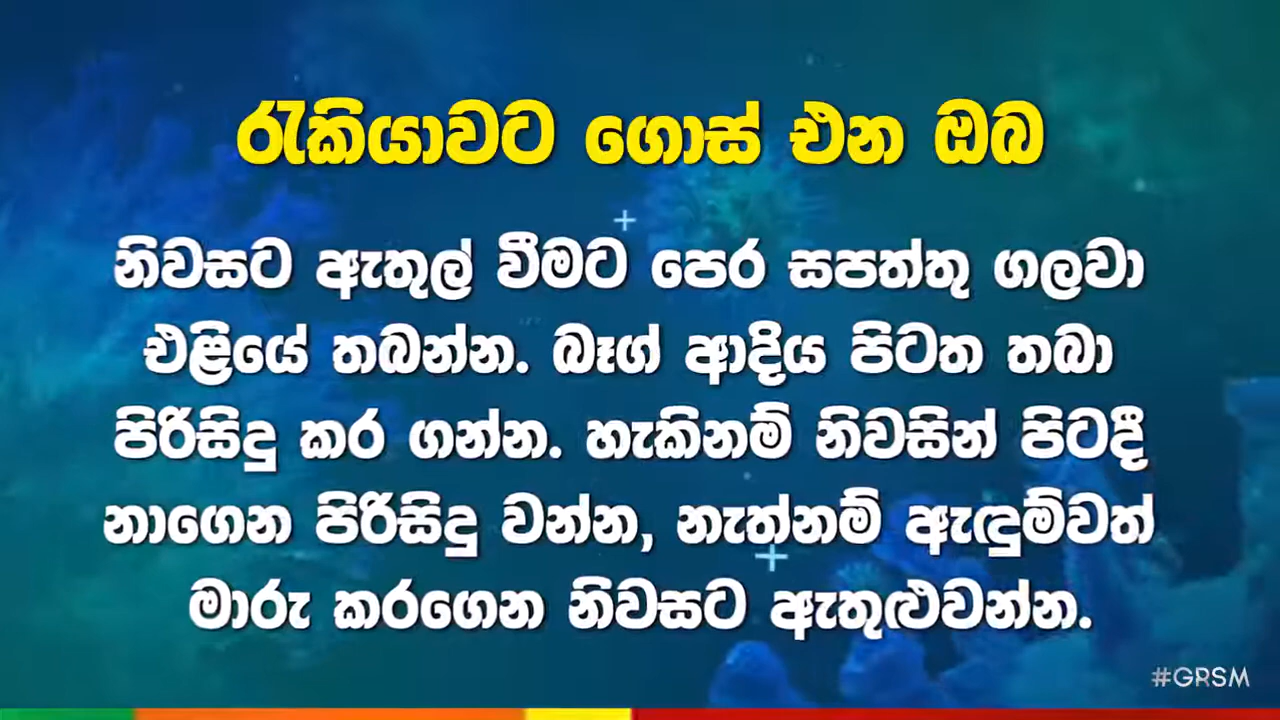 රැකියාවට ගොස් එන ඔබ
නිවසට ඇතුල් වීමට පෙර සපත්තු ගලවා
එළියේ තබන්න. බෑග් ආදිය පිටත තබා
පිරිසිදු කර ගන්න. හැකිනම් නිවසින් පිටදී
නාගෙන පිරිසිදු වන්න, නැත්නම් ඇඳුම්වත්
මාරු කරගෙන නිවසට ඇතුළුවන්න.
#GRSM